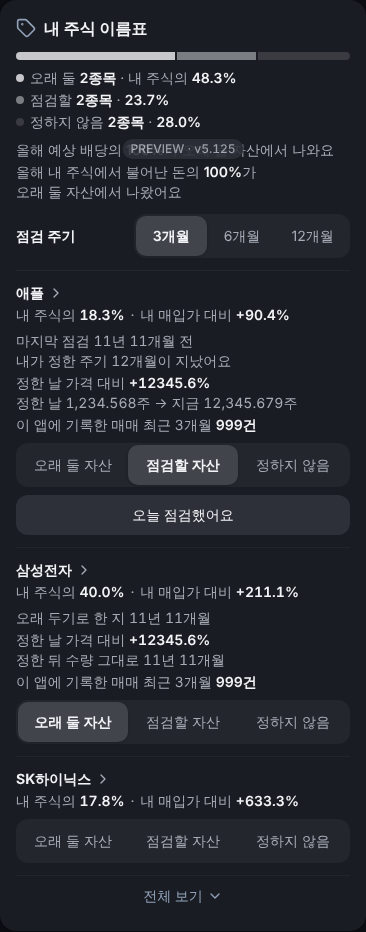 내 주식 이름표
오래 둘 2종목 · 내 주식의 48.3%
점검할 2종목 · 23.7%
정하지 않음 2종목 · 28.0%
올해 예상 배당의 PREVIEW · v5.125 산에서 나와요
올해 내 주식에서 불어난 돈의 100%가
오래 둘 자산에서 나왔어요
점검 주기 3개월 6개월 12개월
애플
내 주식의 18.3% · 내 매입가 대비 +90.4%
마지막 점검 11년 11개월 전
내가 정한 주기 12개월이 지났어요
정한 날 가격 대비 +12345.6%
정한 날 1,234.568주 → 지금 12,345.679주
이 앱에 기록한 매매 최근 3개월 999건
오래 둘 자산 점검할 자산 정하지 않음
오늘 점검했어요
삼성전자
내 주식의 40.0% · 내 매입가 대비 +211.1%
오래 두기로 한 지 11년 11개월
정한 날 가격 대비 +12345.6%
정한 뒤 수량 그대로 11년 11개월
이 앱에 기록한 매매 최근 3개월 999건
오래 둘 자산 점검할 자산 정하지 않음
SK하이닉스
내 주식의 17.8% · 내 매입가 대비 +633.3%
오래 둘 자산 점검할 자산 정하지 않음
전체 보기